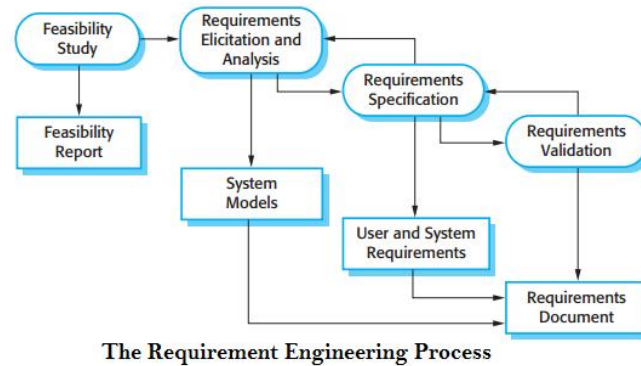 Feasibility
Study
Requirements
Elicitation and
Analysis
Requirements
Specification
Requirements
Validation
Feasibility
Report
System
Models
User and System
Requirements
Requirements
Document
The Requirement Engineering Process